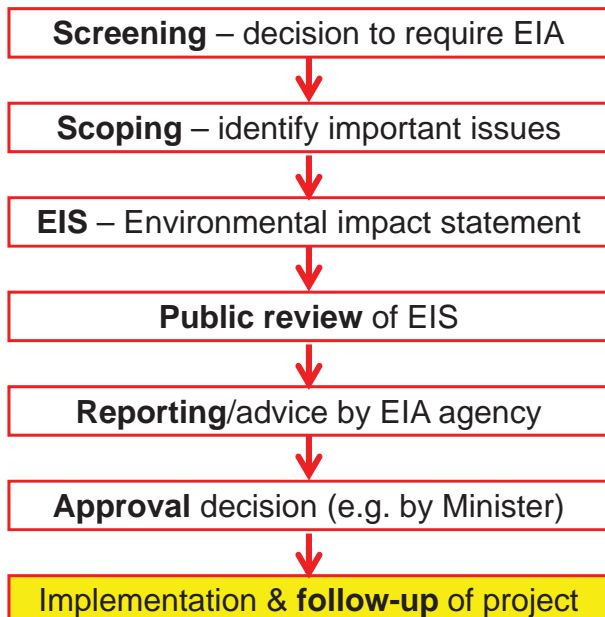 Screening – decision to require EIA
Scoping – identify important issues
EIS – Environmental impact statement
Public review of EIS
Reporting/advice by EIA agency
Approval decision (e.g. by Minister)
Implementation & follow-up of project